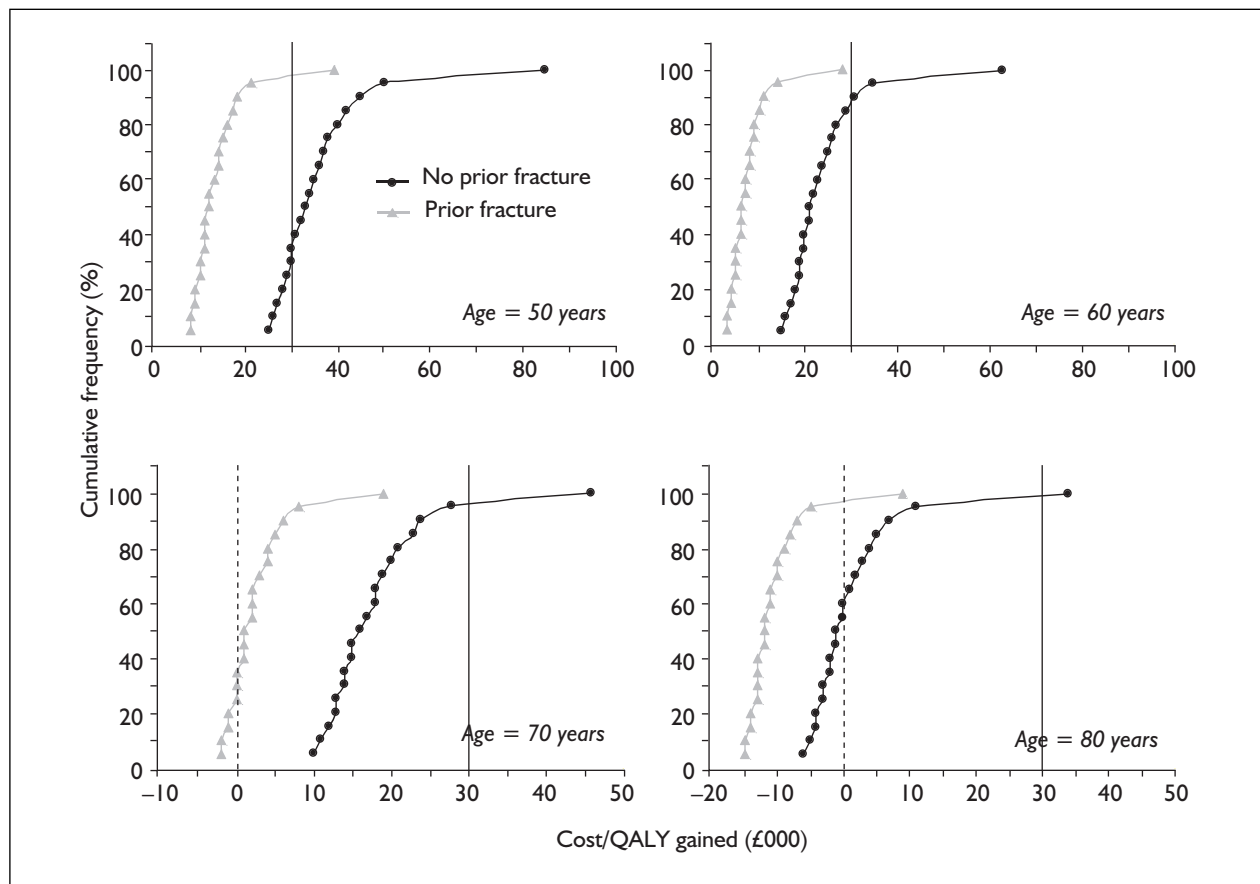 Cumulative frequency (%)
100
80
60
40
20
0
No prior fracture
Prior fracture
Age = 50 years
0 20 40 60 80 100
100
80
60
40
20
0
Age = 60 years
0 20 40 60 80 100
100
80
60
40
20
0
Age = 70 years
–10 0 10 20 30 40 50
100
80
60
40
20
0
Age = 80 years
–20 –10 0 10 20 30 40 50
Cost/QALY gained (£000)